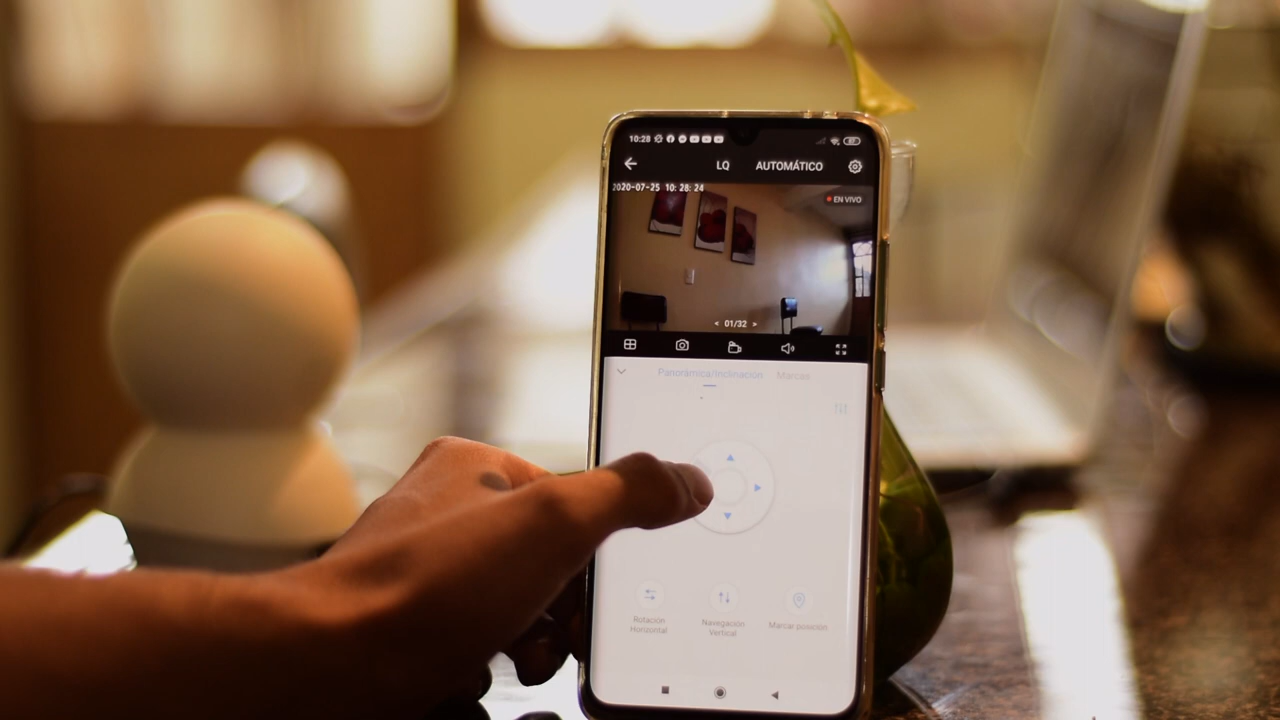 10:28
87
LQ AUTOMÁTICO
2020-07-25 10:28:24
EN VIVO
< 01/32 >
Panorámica/Inclinación Marcas
Rotación
Horizontal
Navegación
Vertical
Marcar posición